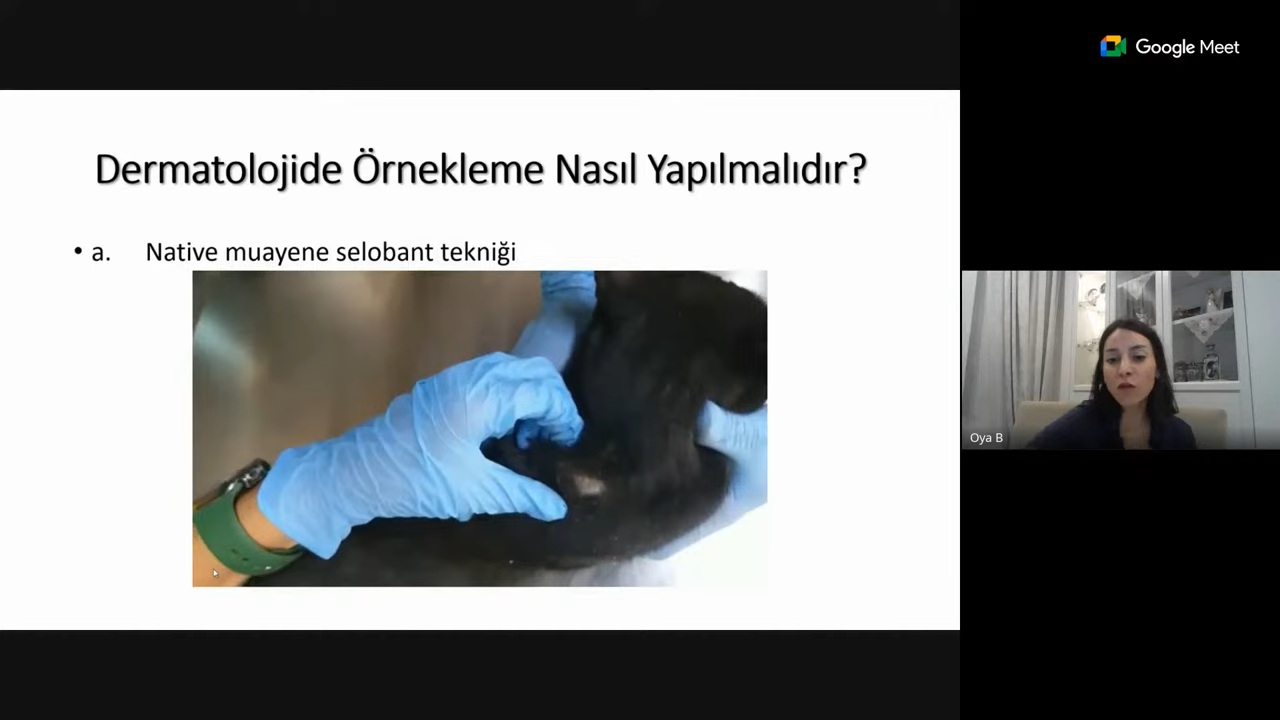 Google Meet
Dermatolojide Örnekleme Nasıl Yapılmalıdır?
• a. Native muayene selobant tekniği
Oya B